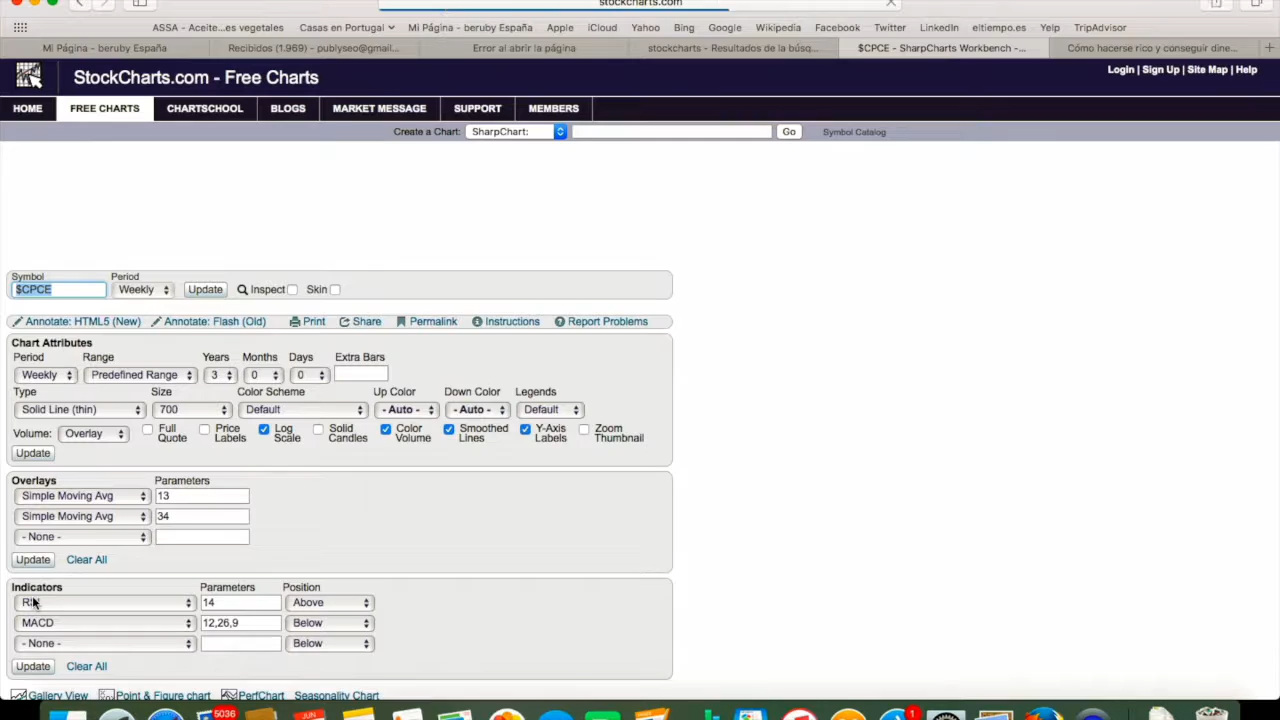 stockcharts.com
ASSA - Aceite...es vegetales Casas en Portugal Mi Página - beruby España Apple iCloud Yahoo Bing Google Wikipedia Facebook Twitter LinkedIn eltiempo.es Yelp TripAdvisor
Mi Página - beruby España Recibidos (1.969) - publyseo@gmail... Error al abrir la página stockcharts - Resultados de la búsq... $CPCE - SharpCharts Workbench -... Cómo hacerse rico y conseguir dine...
StockCharts.com - Free Charts
Login | Sign Up | Site Map | Help
HOME FREE CHARTS CHARTSCHOOL BLOGS MARKET MESSAGE SUPPORT MEMBERS
Create a Chart: SharpChart: Go Symbol Catalog
Symbol Period
$CPCE Weekly Update Inspect Skin
Annotate: HTML5 (New) Annotate: Flash (Old) Print Share Permalink Instructions Report Problems
Chart Attributes
Period Range Years Months Days Extra Bars
Weekly Predefined Range 3 0 0
Type Size Color Scheme Up Color Down Color Legends
Solid Line (thin) 700 Default - Auto - - Auto - Default
Volume: Overlay Full Quote Price Labels Log Scale Solid Candles Color Volume Smoothed Lines Y-Axis Labels Zoom Thumbnail
Update
Overlays Parameters
Simple Moving Avg 13
Simple Moving Avg 34
- None -
Update Clear All
Indicators Parameters Position
14 Above
MACD 12,26,9 Below
- None - Below
Update Clear All
Gallery View Point & Figure chart PerfChart Seasonality Chart
5036 JUN 1